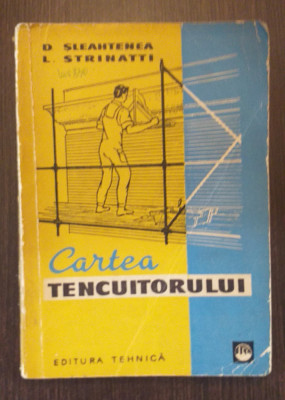 D. SLEAHTENEA
L. STRINATTI
Cartea
TENCUITORULUI
EDITURA TEHNICĂ